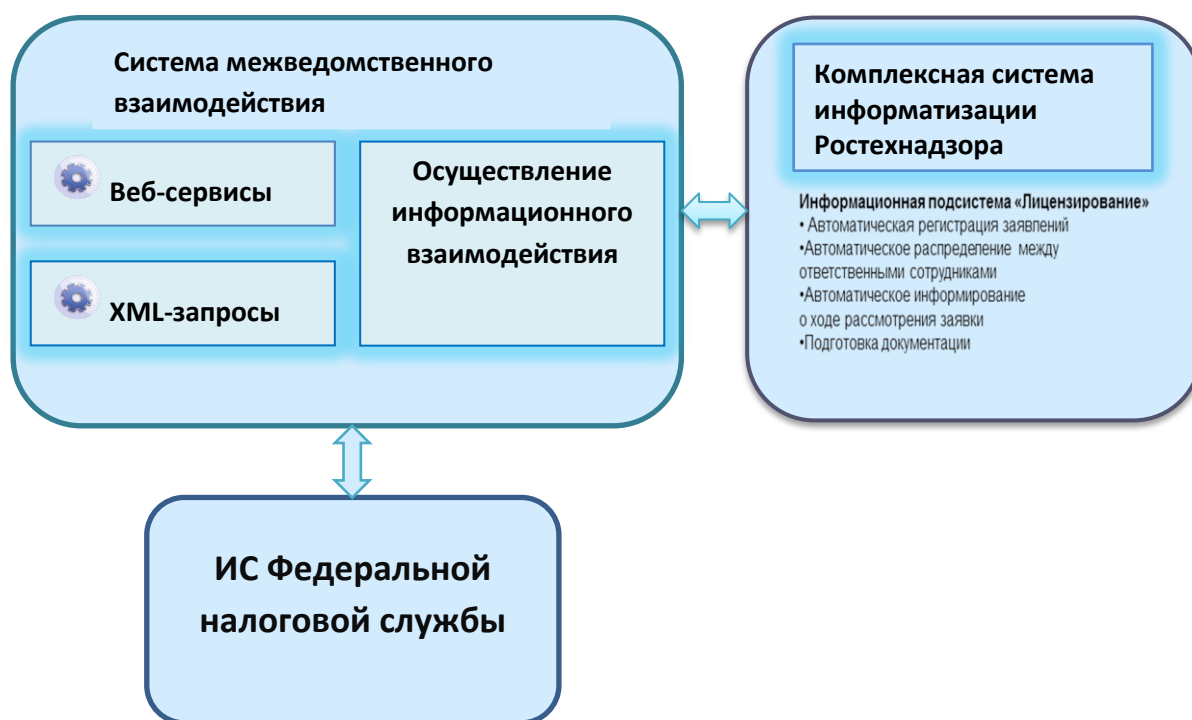 Система межведомственного
взаимодействия
Веб-сервисы
XML-запросы
Осуществление
информационного
взаимодействия
Комплексная система
информатизации
Ростехнадзора
Информационная подсистема «Лицензирование»
• Автоматическая регистрация заявлений
•Автоматическое распределение между
ответственными сотрудниками
•Автоматическое информирование
о ходе рассмотрения заявки
•Подготовка документации
ИС Федеральной
налоговой службы